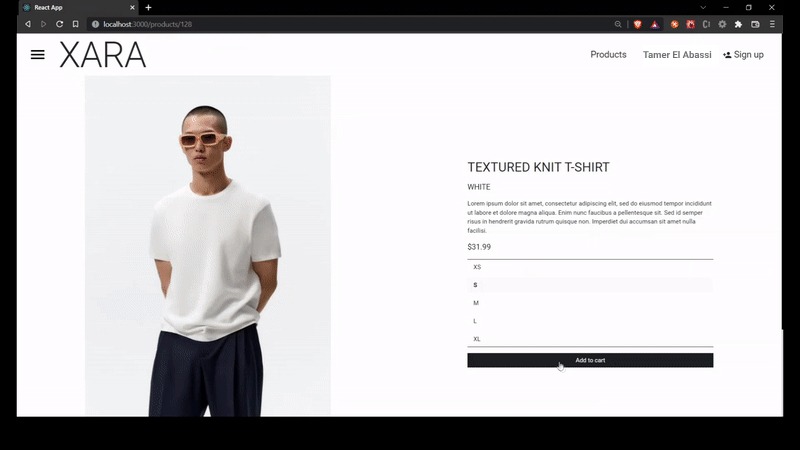 React App
localhost:3000/products/128
XARA
Products
Tamer El Abassi
Sign up
TEXTURED KNIT T-SHIRT
WHITE
Lorem ipsum dolor sit amet, consectetur adipiscing elit, sed do eiusmod tempor incididunt
ut labore et dolore magna aliqua. Enim nunc faucibus a pellentesque sit. Sed id semper
risus in hendrerit gravida rutrum quisque non. Imperdiet dui accumsan sit amet nulla
facilisi.
$31.99
XS
S
M
L
XL
Add to cart